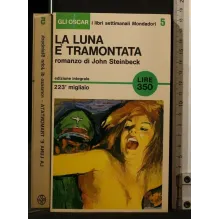 GLI OSCAR
i libri settimanali Mondadori
5
LA LUNA
E TRAMONTATA
romanzo di John Steinbeck
edizione integrale
223° migliaio
LIRE
350